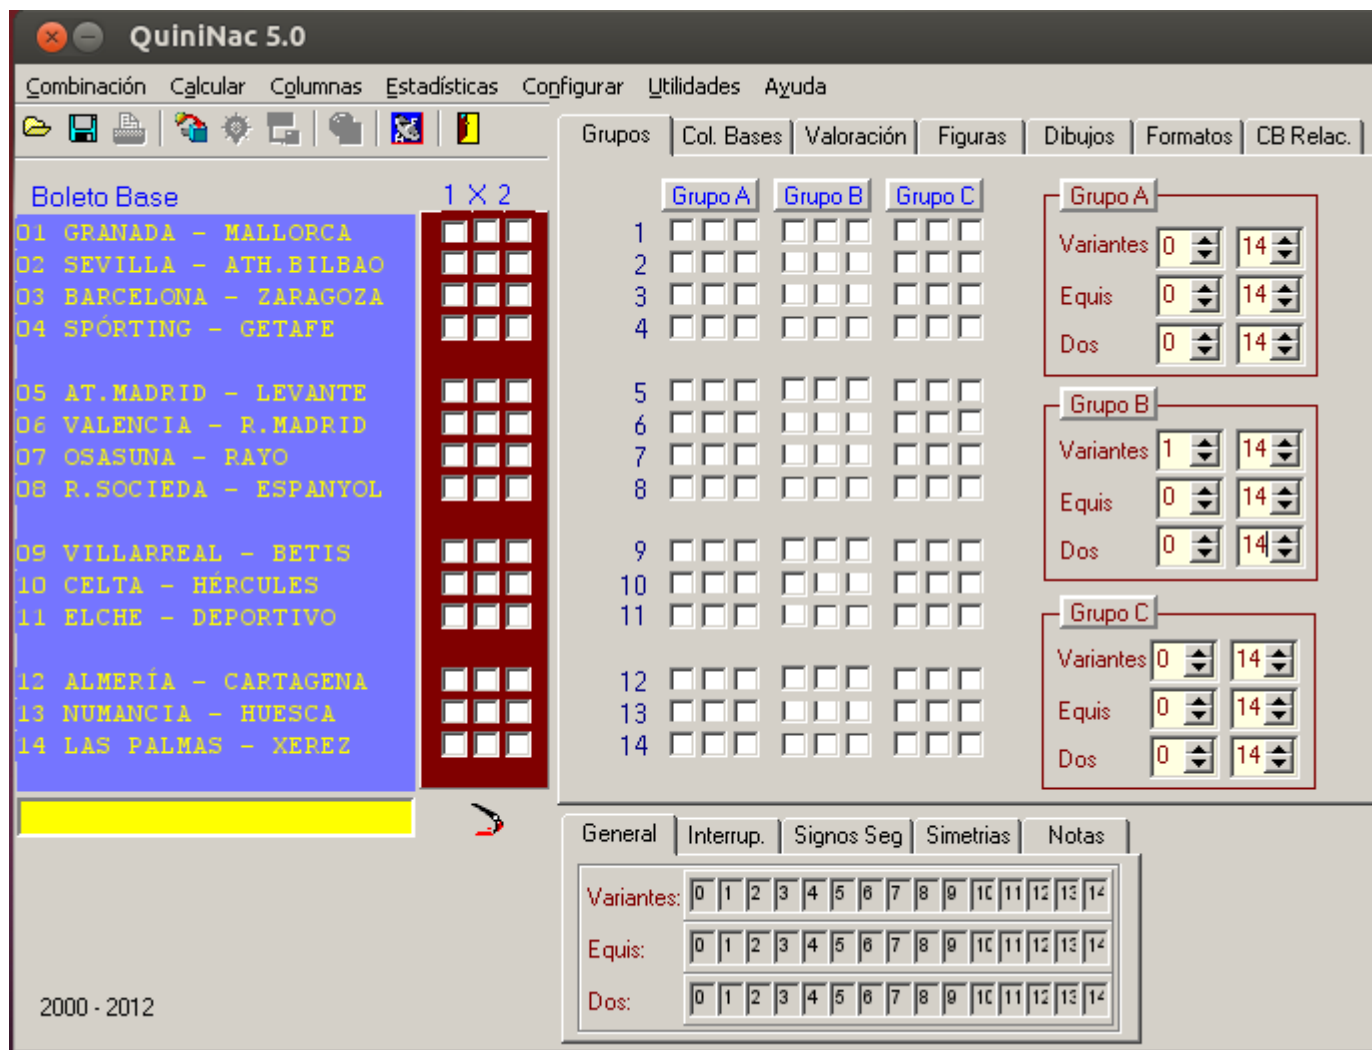 QuiniNac 5.0
Combinación Calcular Columnas Estadísticas Configurar Utilidades Ayuda
Grupos Col. Bases Valoración Figuras Dibujos Formatos CB Relac.
Boleto Base 1 X 2
01 GRANADA - MALLORCA
02 SEVILLA - ATH.BILBAO
03 BARCELONA - ZARAGOZA
04 SPÓRTING - GETAFE
05 AT.MADRID - LEVANTE
06 VALENCIA - R.MADRID
07 OSASUNA - RAYO
08 R.SOCIEDA - ESPANYOL
09 VILLARREAL - BETIS
10 CELTA - HÉRCULES
11 ELCHE - DEPORTIVO
12 ALMERÍA - CARTAGENA
13 NUMANCIA - HUESCA
14 LAS PALMAS - XEREZ
2000 - 2012
Grupo A Grupo B Grupo C
1
2
3
4
5
6
7
8
9
10
11
12
13
14
Grupo A
Variantes 0 14
Equis 0 14
Dos 0 14
Grupo B
Variantes 1 14
Equis 0 14
Dos 0 14
Grupo C
Variantes 0 14
Equis 0 14
Dos 0 14
General Interrup. Signos Seg Simetrias Notas
Variantes: 0 1 2 3 4 5 6 7 8 9 10 11 12 13 14
Equis: 0 1 2 3 4 5 6 7 8 9 10 11 12 13 14
Dos: 0 1 2 3 4 5 6 7 8 9 10 11 12 13 14